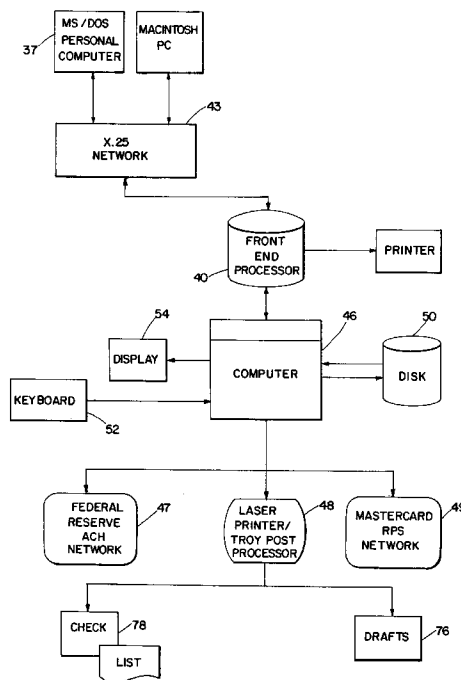 MS/DOS
PERSONAL
COMPUTER
37
MACINTOSH
PC
43
X.25
NETWORK
FRONT
END
PROCESSOR
40
PRINTER
54
DISPLAY
46
COMPUTER
50
DISK
KEYBOARD
52
FEDERAL
RESERVE
ACH
NETWORK
47
LASER
PRINTER/
TROY POST
PROCESSOR
48
MASTERCARD
RPS
NETWORK
49
CHECK
78
LIST
DRAFTS
76